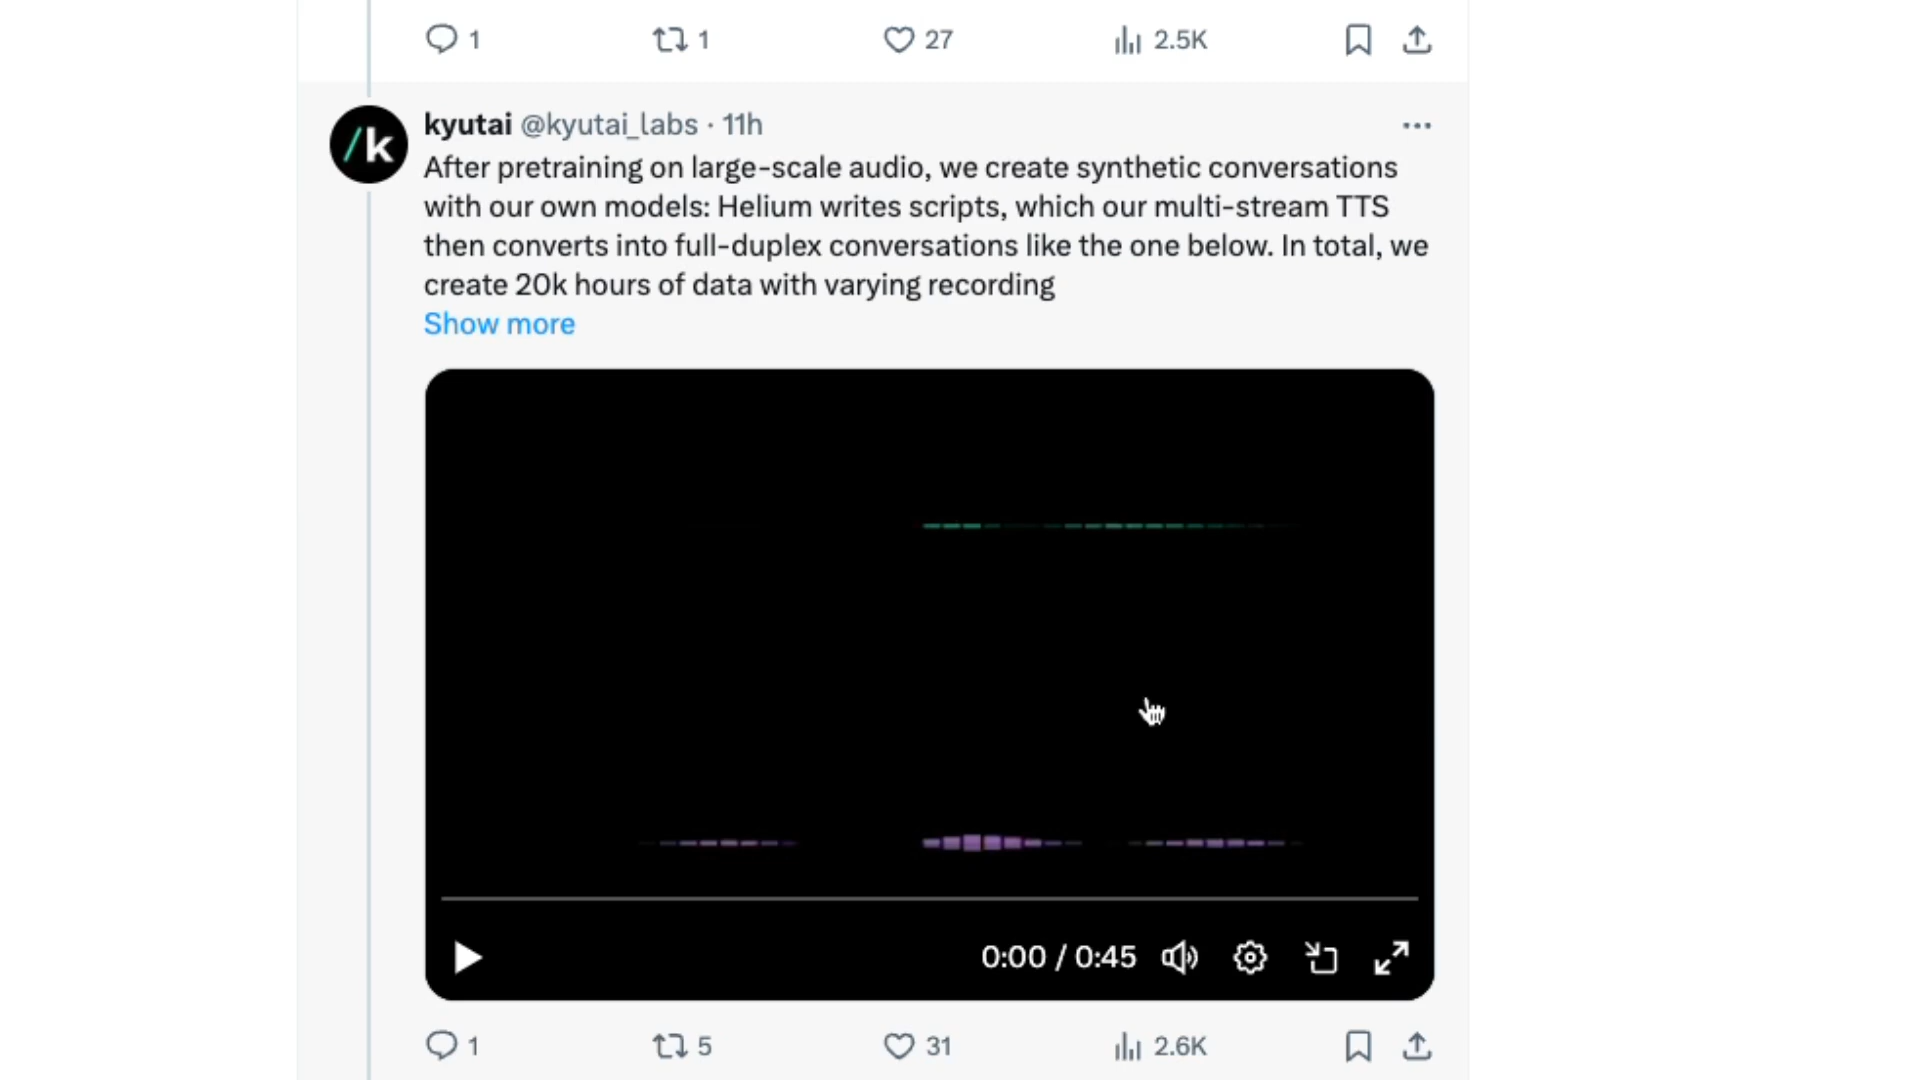 1 1 27 2.5K
kyutai @kyutai_labs · 11h
/k
After pretraining on large-scale audio, we create synthetic conversations
with our own models: Helium writes scripts, which our multi-stream TTS
then converts into full-duplex conversations like the one below. In total, we
create 20k hours of data with varying recording
Show more
0:00 / 0:45
1 5 31 2.6K